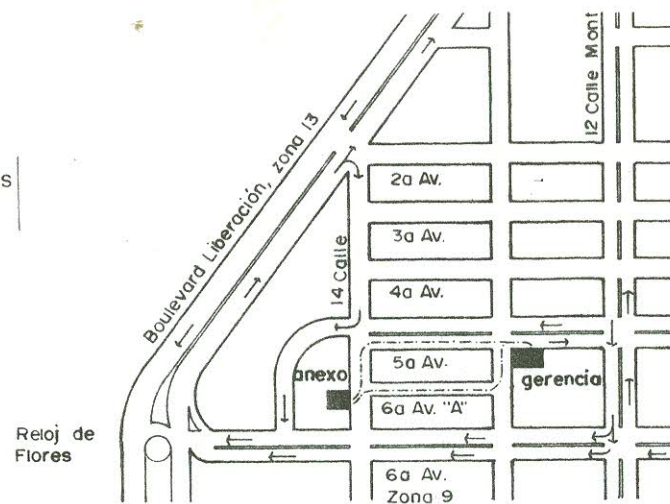 S
Boulevard Liberación, zona 13
12 Calle Mont
2a Av.
3a Av.
14 Calle
4a Av.
5a Av.
anexo
gerencia
6a Av. "A"
Reloj de
Flores
6a Av.
Zona 9